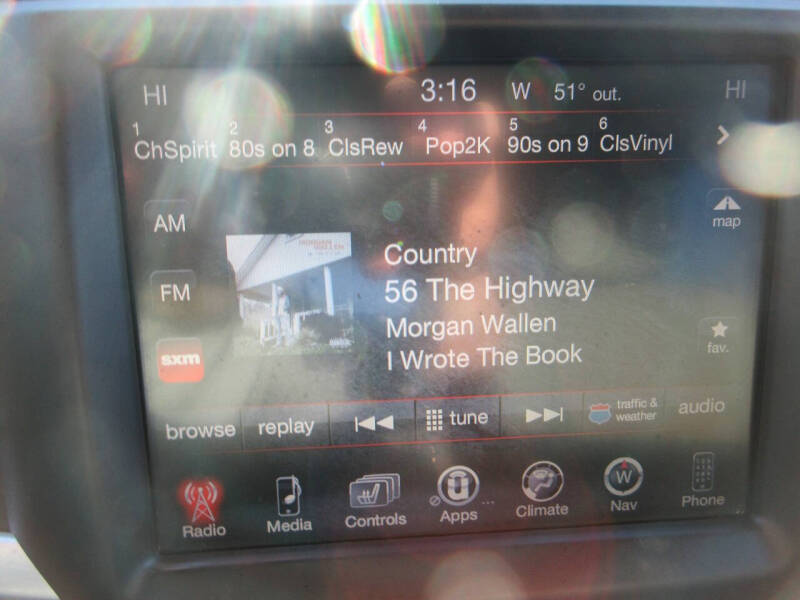 HI 3:16 W 51° out. HI
1 2 3 4 5 6
ChSpirit 80s on 8 ClsRew Pop2K 90s on 9 ClsVinyl
AM
map
Country
FM
56 The Highway
Morgan Wallen
fav.
sxm
I Wrote The Book
browse replay tune traffic & weather audio
W
Radio Media Controls Apps Climate Nav Phone
MORGAN
WALLEN